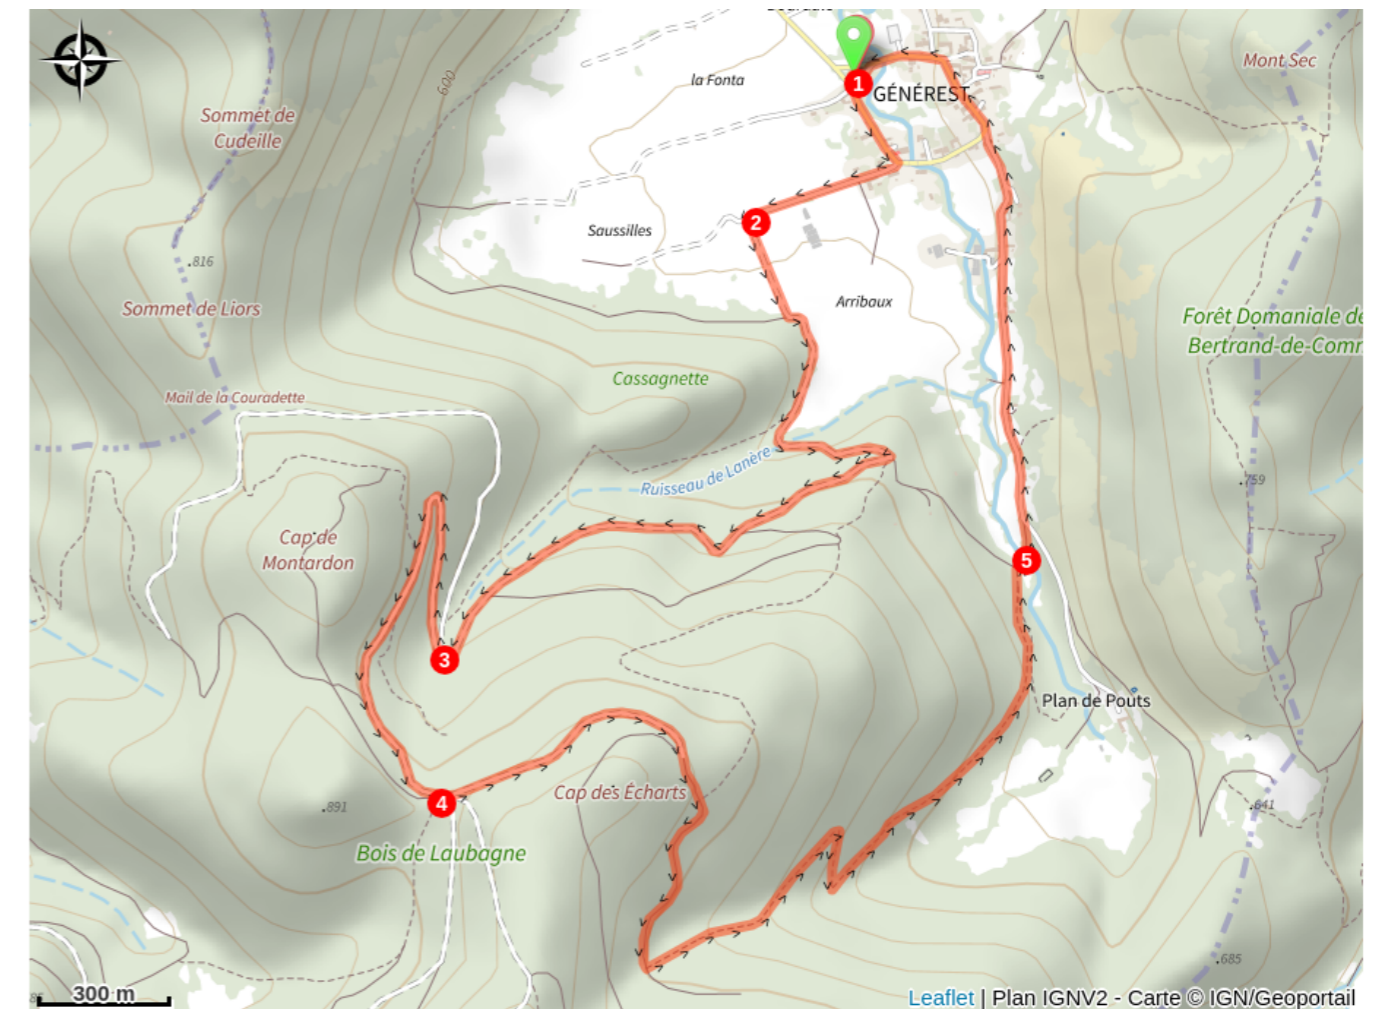 GÉNÉREST
1
Mont Sec
la Fonta
600
Sommet de
Cudeille
2
Saussilles
.816
Arribaux
Sommet de Liors
Forêt Domaniale de
Bertrand-de-Comm
Cassagnette
Mail de la Couradette
Ruisseau de Lanère
.759
Cap de
Montardon
5
3
Plan de Pouts
Cap des Écharts
4
.891
.641
Bois de Laubagne
.685
300 m
Leaflet | Plan IGNV2 - Carte © IGN/Geoportail